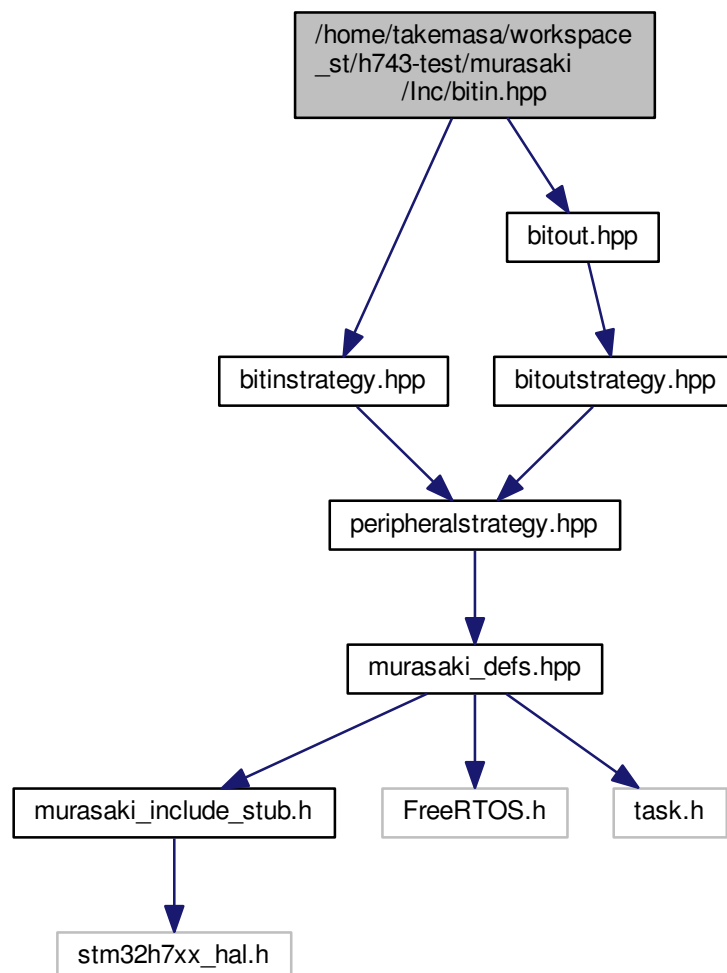 /home/takemasa/workspace
_st/h743-test/murasaki
/Inc/bitin.hpp
bitout.hpp
bitinstrategy.hpp
bitoutstrategy.hpp
peripheralstrategy.hpp
murasaki_defs.hpp
murasaki_include_stub.h
FreeRTOS.h
task.h
stm32h7xx_hal.h